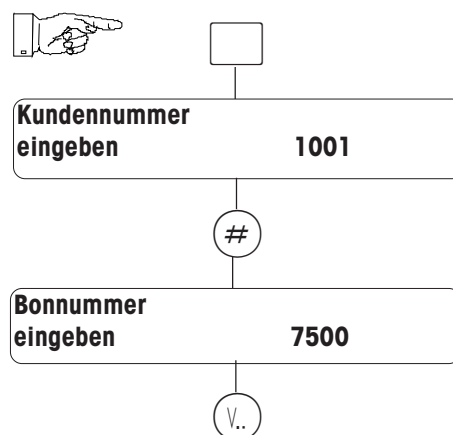 Kundennummer
eingeben 1001
#
Bonnummer
eingeben 7500
V..